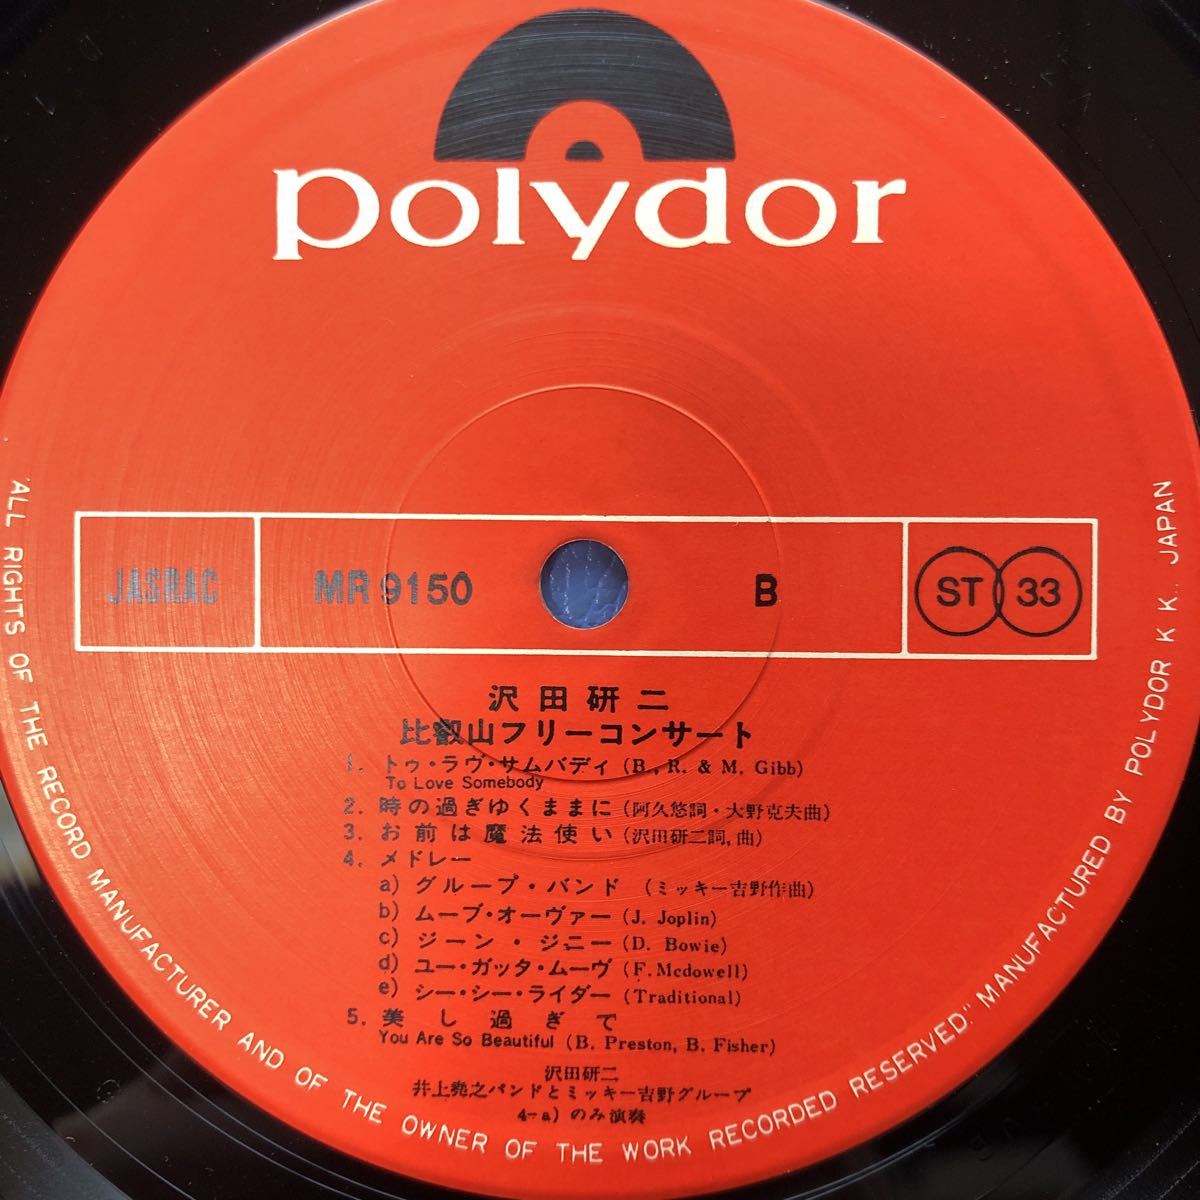 polydor
JASRAC MR 9150 B ST 33
沢田研二
比叡山フリーコンサート
1. トゥ・ラヴ・サムバディ (B., R. & M. Gibb)
To Love Somebody
2. 時の過ぎゆくままに (阿久悠詞・大野克夫曲)
3. お前は魔法使い (沢田研二詞,曲)
4. メドレー
a) グループ・バンド (ミッキー吉野作曲)
b) ムーブ・オーヴァー (J. Joplin)
c) ジーン・ジニー (D. Bowie)
d) ユー・ガッタ・ムーヴ (F. Mcdowell)
e) シー・シー・ライダー (Traditional)
5. 美し過ぎて
You Are So Beautiful (B. Preston, B. Fisher)
沢田研二
井上堯之バンドとミッキー吉野グループ
4-a) のみ演奏
ALL RIGHTS OF THE RECORD MANUFACTURER AND OF THE OWNER OF THE WORK RECORDED RESERVED." MANUFACTURED BY POLYDOR K K. JAPAN